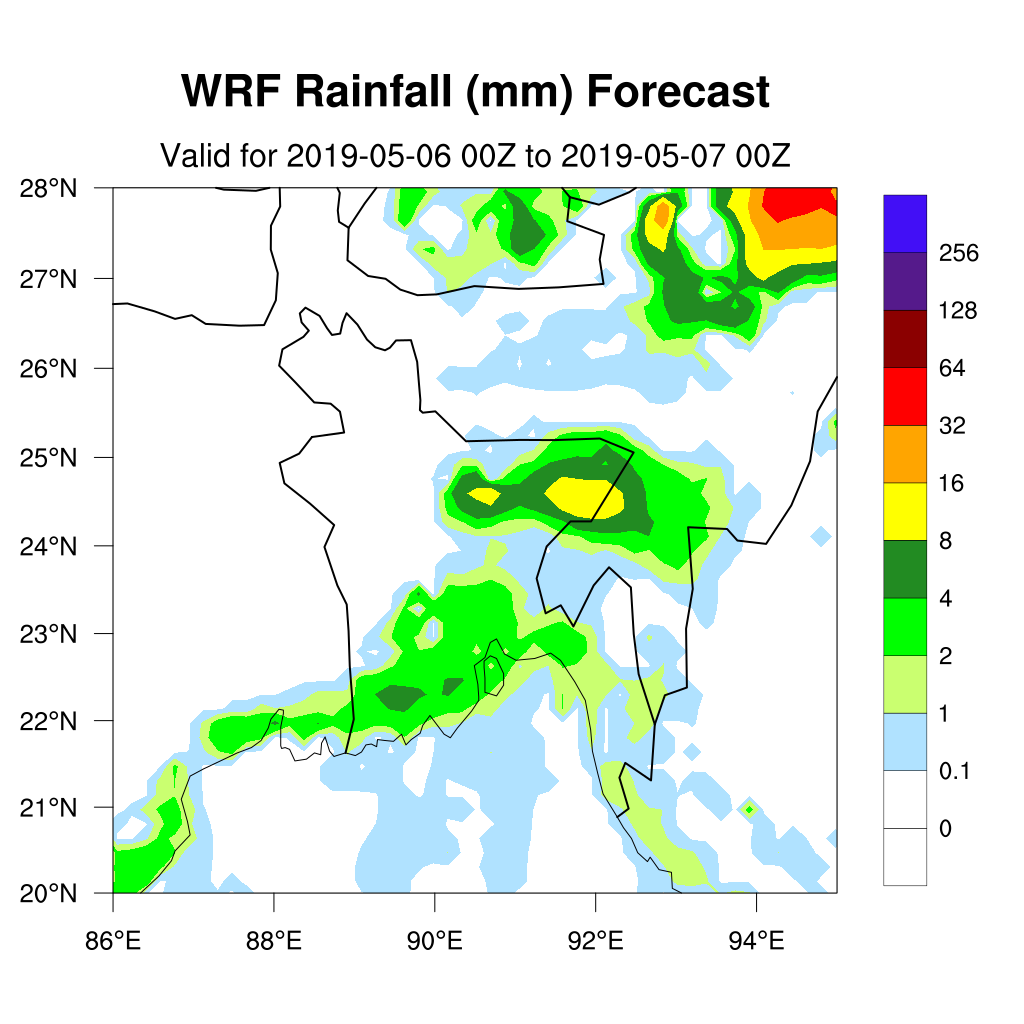 WRF Rainfall (mm) Forecast
Valid for 2019-05-06 00Z to 2019-05-07 00Z
28°N
27°N
26°N
25°N
24°N
23°N
22°N
21°N
20°N
86°E
88°E
90°E
92°E
94°E
256
128
64
32
16
8
4
2
1
0.1
0